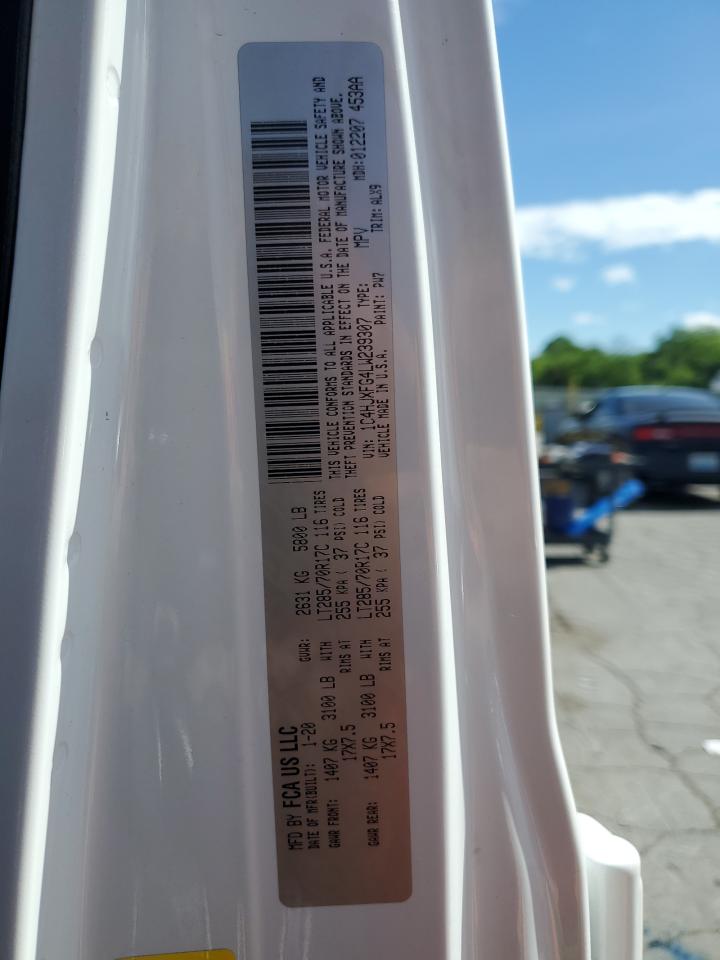 MFD BY FCA US LLC
DATE OF MFR(BUILT): 1-20 GVWR: 2631 KG 5800 LB
GAWR FRONT: 1407 KG 3100 LB WITH LT285/70R17C 116 TIRES
17X7.5 RIMS AT 255 KPA ( 37 PSI) COLD
GAWR REAR: 1407 KG 3100 LB WITH LT285/70R17C 116 TIRES
17X7.5 RIMS AT 255 KPA ( 37 PSI) COLD
THIS VEHICLE CONFORMS TO ALL APPLICABLE U.S.A. FEDERAL MOTOR VEHICLE SAFETY AND
THEFT PREVENTION STANDARDS IN EFFECT ON THE DATE OF MANUFACTURE SHOWN ABOVE.
VIN: 1C4HJXFG4LW239307 TYPE: MPV MDH:012207 453AA
VEHICLE MADE IN U.S.A. PAINT: PW7 TRIM: ALX9